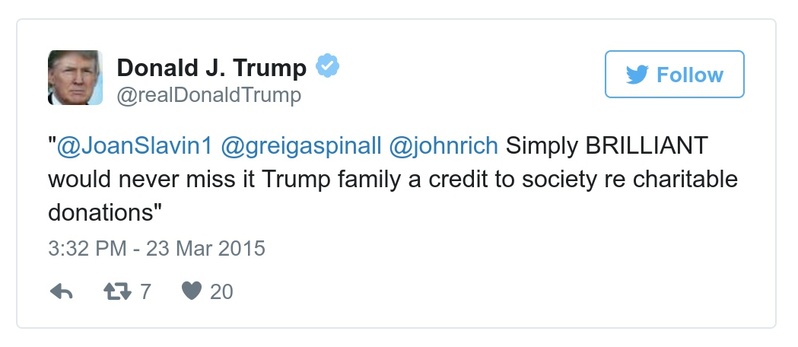 Donald J. Trump
@realDonaldTrump
Follow
"@JoanSlavin1 @greigaspinall @johnrich Simply BRILLIANT
would never miss it Trump family a credit to society re charitable
donations"
3:32 PM - 23 Mar 2015
7 20